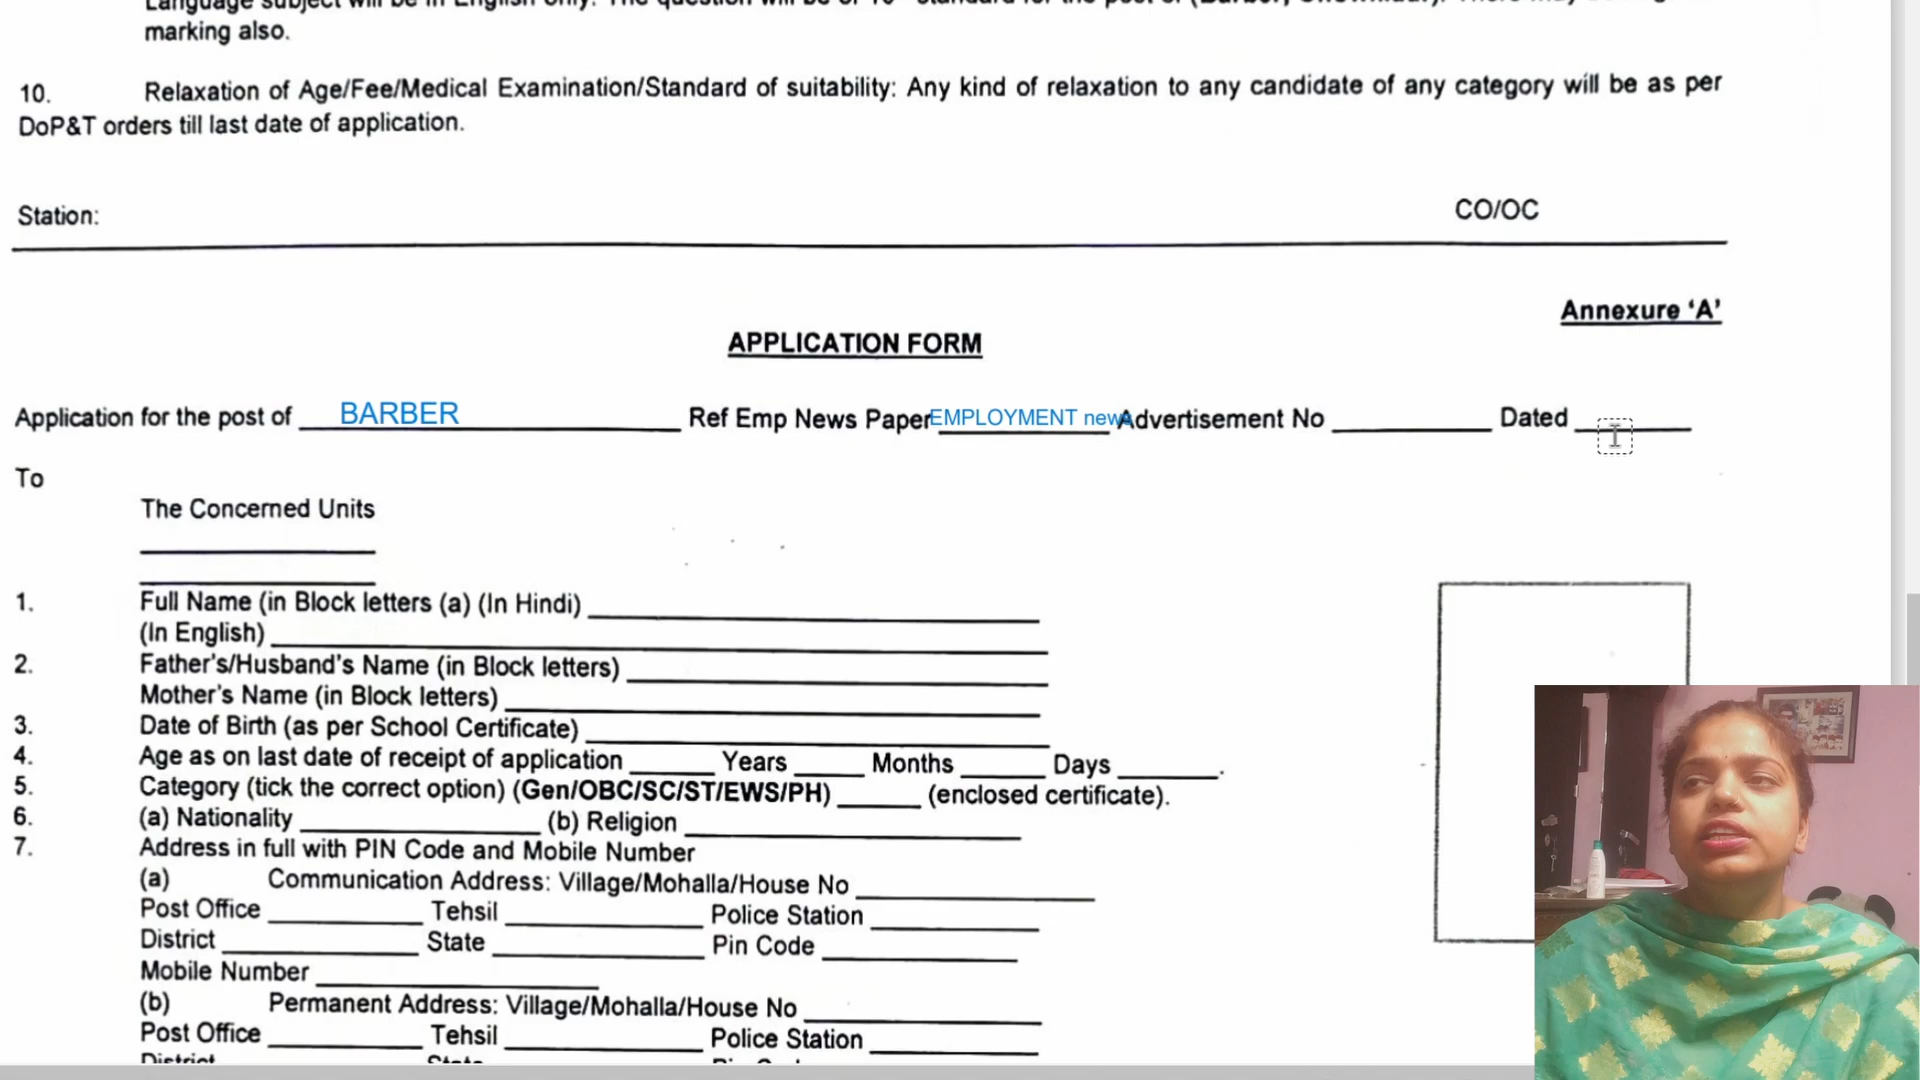 marking also.
10. Relaxation of Age/Fee/Medical Examination/Standard of suitability: Any kind of relaxation to any candidate of any category will be as per
DoP&T orders till last date of application.
Station: CO/OC
Annexure ‘A’
APPLICATION FORM
Application for the post of BARBER Ref Emp News Paper EMPLOYMENT news Advertisement No Dated
To
The Concerned Units
1. Full Name (in Block letters (a) (In Hindi)
(In English)
2. Father's/Husband's Name (in Block letters)
Mother's Name (in Block letters)
3. Date of Birth (as per School Certificate)
4. Age as on last date of receipt of application Years Months Days .
5. Category (tick the correct option) (Gen/OBC/SC/ST/EWS/PH) (enclosed certificate).
6. (a) Nationality (b) Religion
7. Address in full with PIN Code and Mobile Number
(a) Communication Address: Village/Mohalla/House No
Post Office Tehsil Police Station
District State Pin Code
Mobile Number
(b) Permanent Address: Village/Mohalla/House No
Post Office Tehsil Police Station